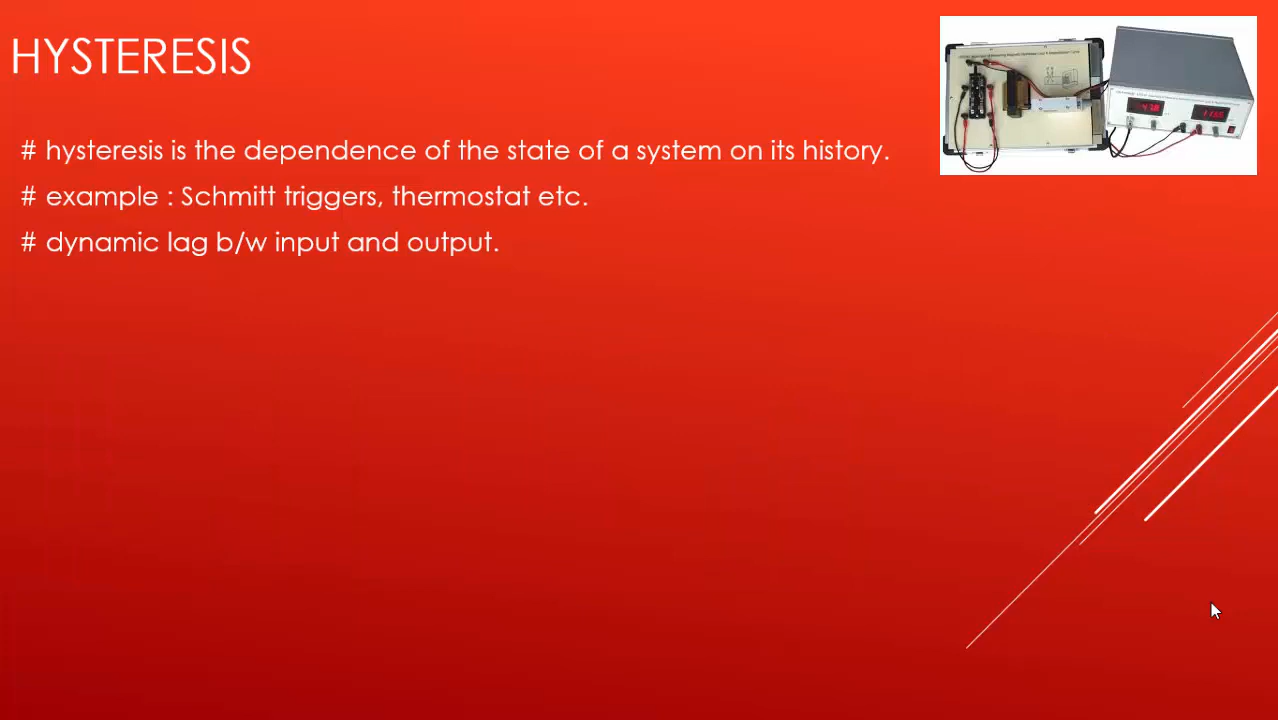 HYSTERESIS
# hysteresis is the dependence of the state of a system on its history.
# example : Schmitt triggers, thermostat etc.
# dynamic lag b/w input and output.